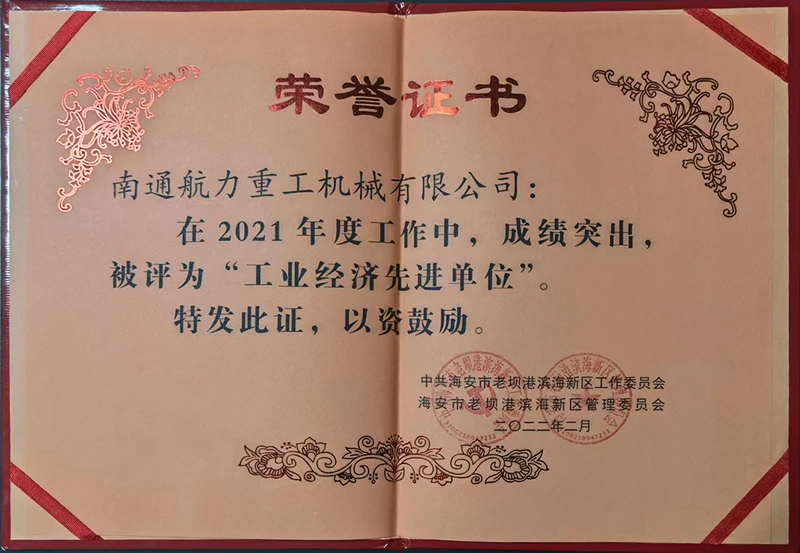 荣誉证书
南通航力重工机械有限公司：
在2021年度工作中，成绩突出，
被评为“工业经济先进单位”。
特发此证，以资鼓励。
中共海安市老坝港滨海新区工作委员会
海安市老坝港滨海新区管理委员会
二〇二二年二月